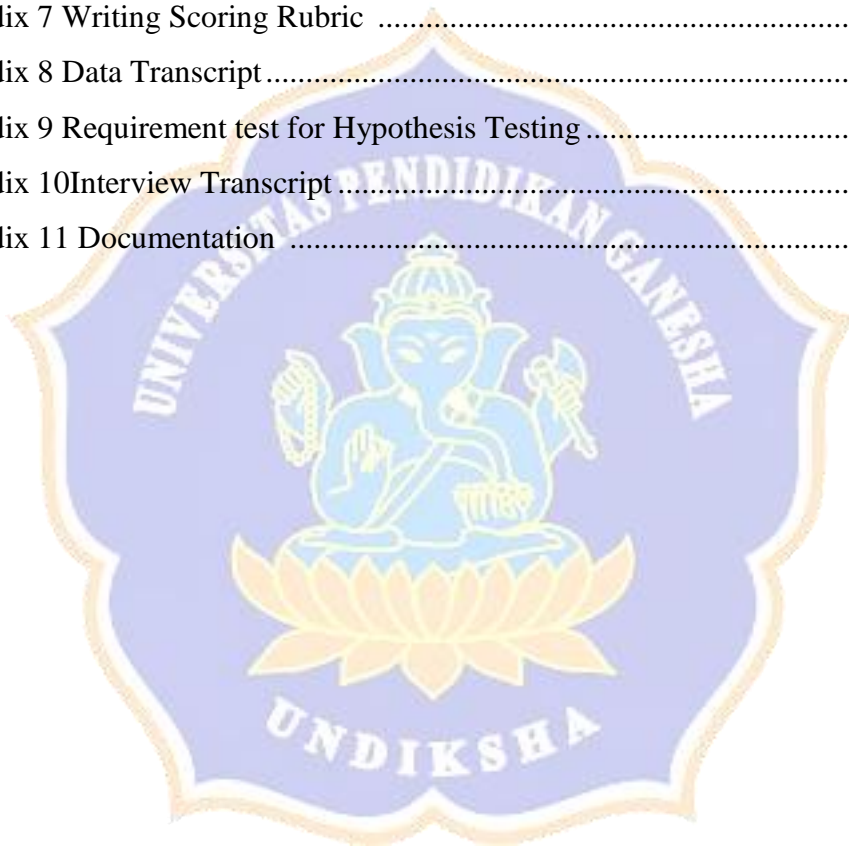 dix 7 Writing Scoring Rubric ....................................................................
dix 8 Data Transcript....................................................................................
dix 9 Requirement test for Hypothesis Testing......................................
dix 10Interview Transcript..........................................................................
dix 11 Documentation ................................................................................
UNIVERSITAS PENDIDIKAN GANESHA
UNDIKSHA